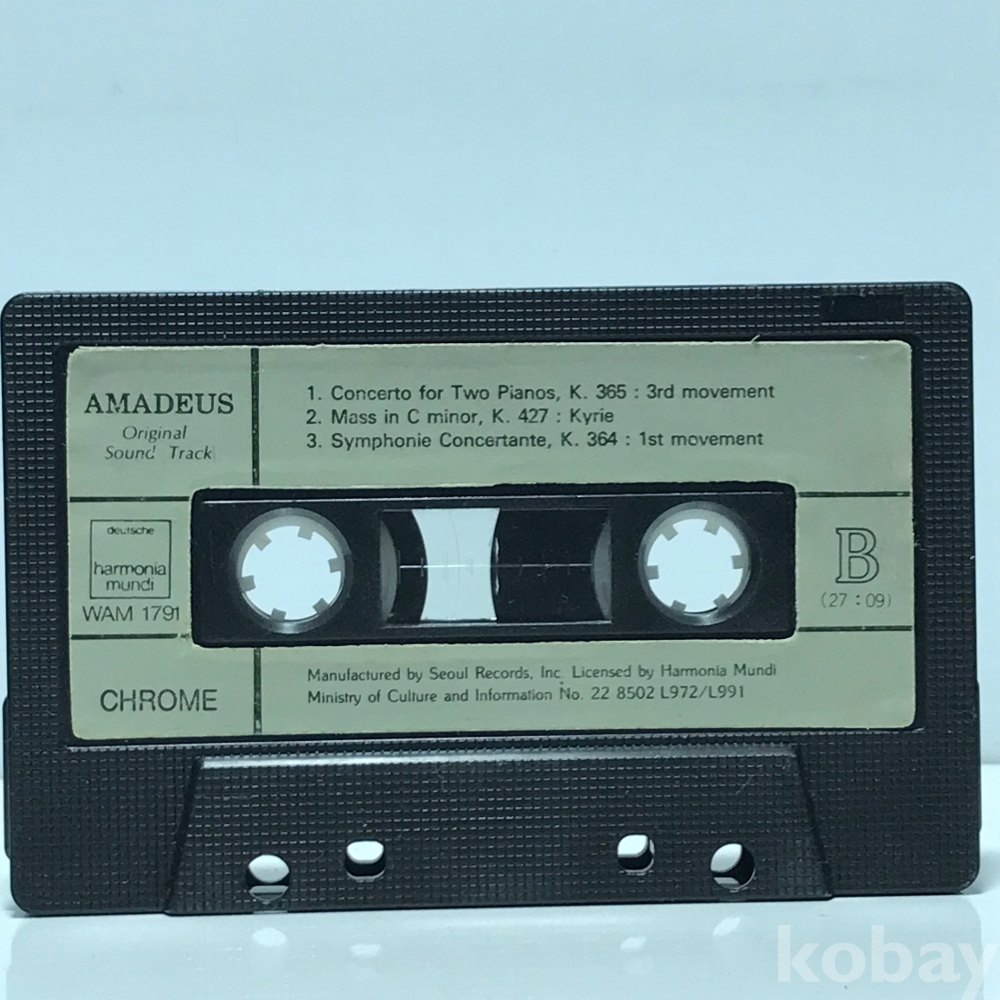 AMADEUS
Original
Sound Track
1. Concerto for Two Pianos, K. 365 : 3rd movement
2. Mass in C minor, K. 427 : Kyrie
3. Symphonie Concertante, K. 364 : 1st movement
deutsche
harmonia
mundi
WAM 1791
B
(27 : 09)
CHROME
Manufactured by Seoul Records, Inc. Licensed by Harmonia Mundi
Ministry of Culture and Information No. 22 8502 L972/L991
kobay